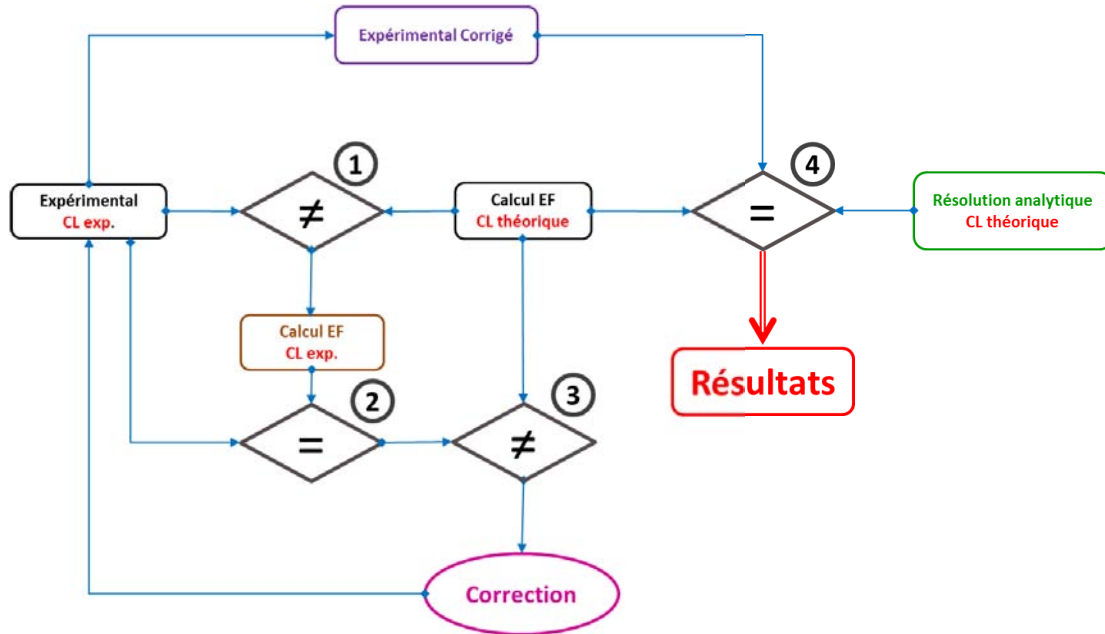 Expérimental Corrigé
1
4
Expérimental
CL exp.
≠
Calcul EF
CL théorique
=
Résolution analytique
CL théorique
Calcul EF
CL exp.
Résultats
2
3
=
≠
Correction